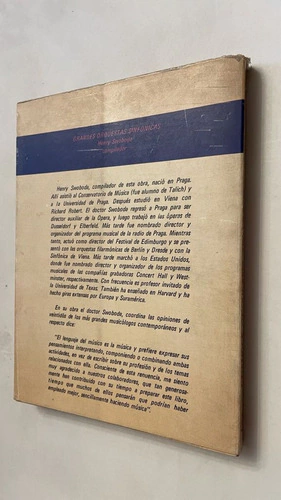 GRANDES ORQUESTAS SINFONICAS
Henry Swoboda
compilador
Henry Swoboda, compilador de esta obra, nació en Praga.
Allí asistió al Conservatorio de Música (fue alumno de Talich) y
a la Universidad de Praga. Después estudió en Viena con
Richard Robert. El doctor Swoboda regresó a Praga para ser
director auxiliar de la Opera, y luego trabajó en las óperas de
Dusseldorf y Elberfeld. Más tarde fue nombrado director y
organizador del programa musical de la radio de Praga. Mientras
tanto, actuó como director del Festival de Edimburgo y se pre-
sentó con las orquestas filarmónicas de Berlín y Dresde y con la
Sinfónica de Viena. Más tarde marchó a los Estados Unidos,
donde fue nombrado director y organizador de los programas
musicales de las compañías grabadoras Concert Hall y West-
minster, respectivamente. Con frecuencia es profesor invitado de
la Universidad de Texas. También ha enseñado en Harvard y ha
hecho giras extensas por Europa y Suramérica.
En su obra el doctor Swoboda, coordina las opiniones de
veintidós de los más grandes musicólogos contemporáneos y al
respecto dice:
"El lenguaje del músico es la música y prefiere expresar sus
pensamientos interpretando, componiendo o combinando ambas
actividades, en vez de escribir sobre su profesión y de los temas
relacionados con ella. Consciente de esta renuencia, me siento
muy agradecido a nuestros colaboradores, que tan generosa-
mente han contribuido con su tiempo a preparar este libro,
tiempo que muchos de ellos pensarán que podrían haber
empleado mejor, sencillamente haciendo música".